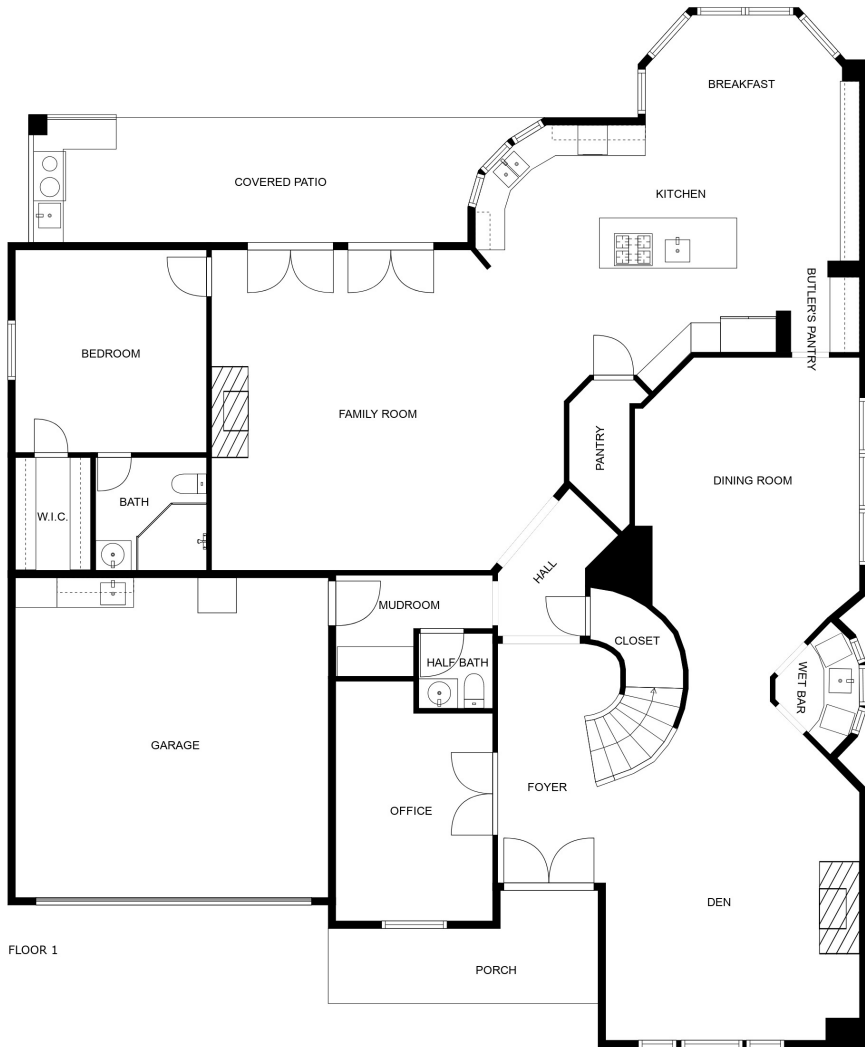 BREAKFAST
COVERED PATIO
KITCHEN
BUTLER'S PANTRY
BEDROOM
FAMILY ROOM
PANTRY
DINING ROOM
BATH
W.I.C.
HALL
MUDROOM
CLOSET
HALF BATH
WET BAR
GARAGE
FOYER
OFFICE
DEN
FLOOR 1
PORCH